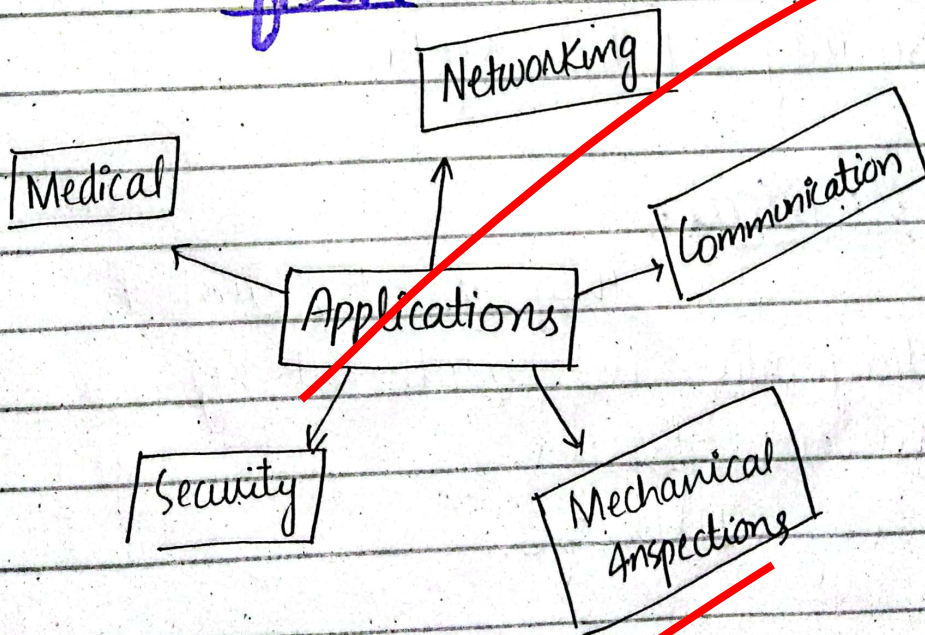 Networking
Medical
Communication
Applications
Security
Mechanical
Inspections